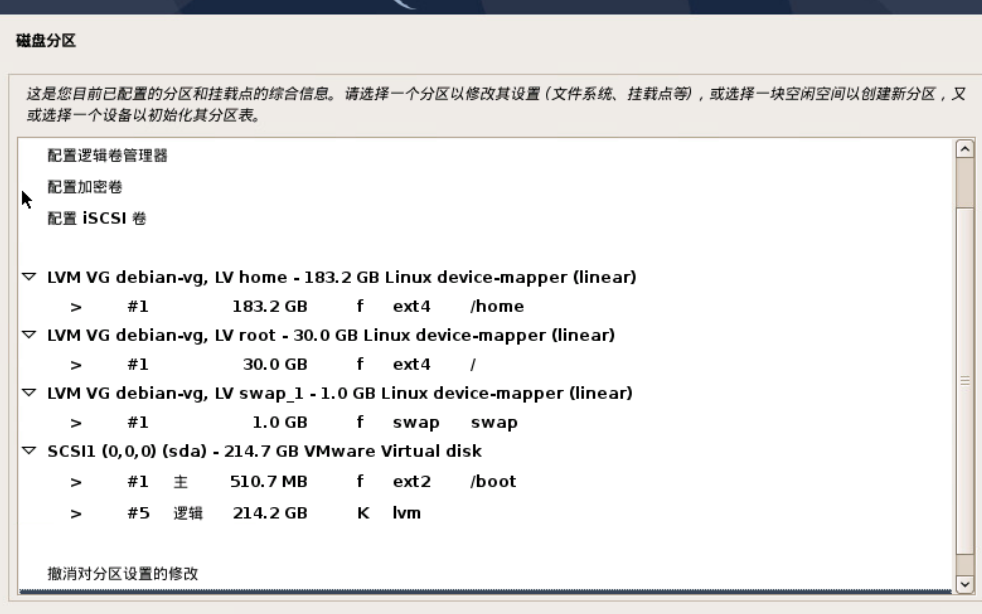 磁盘分区
这是您目前已配置的分区和挂载点的综合信息。请选择一个分区以修改其设置 (文件系统、挂载点等) ，或选择一块空闲空间以创建新分区，又
或选择一个设备以初始化其分区表。
配置逻辑卷管理器
配置加密卷
配置 iSCSI 卷
LVM VG debian-vg, LV home - 183.2 GB Linux device-mapper (linear)
> #1 183.2 GB f ext4 /home
LVM VG debian-vg, LV root - 30.0 GB Linux device-mapper (linear)
> #1 30.0 GB f ext4 /
LVM VG debian-vg, LV swap_1 - 1.0 GB Linux device-mapper (linear)
> #1 1.0 GB f swap swap
SCSI1 (0,0,0) (sda) - 214.7 GB VMware Virtual disk
> #1 主 510.7 MB f ext2 /boot
> #5 逻辑 214.2 GB K lvm
撤消对分区设置的修改